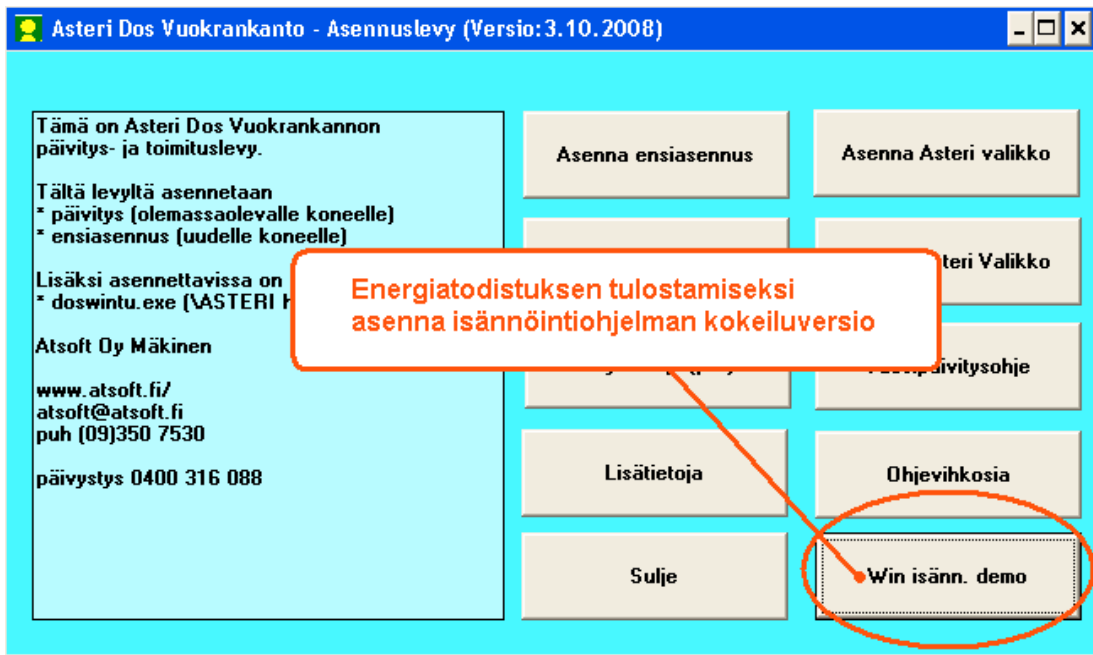 Asteri Dos Vuokrankanto - Asennuslevy (Versio: 3.10.2008)
Tämä on Asteri Dos Vuokrankannon
päivitys- ja toimituslevy.
Tältä levyltä asennetaan
* päivitys (olemassaolevalle koneelle)
* ensiasennus (uudelle koneelle)
Lisäksi asennettavissa on
* doswintu.exe (\ASTERI
Atsoft Oy Mäkinen
www.atsoft.fi/
atsoft@atsoft.fi
puh (09)350 7530
päivystys 0400 316 088
Asenna ensiasennus
Asenna Asteri valikko
Valikko
Energiatodistuksen tulostamiseksi
asenna isännöintiohjelman kokeiluversio
Lisätietoja
Ohjevihkosia
Sulje
Win isänn. demo